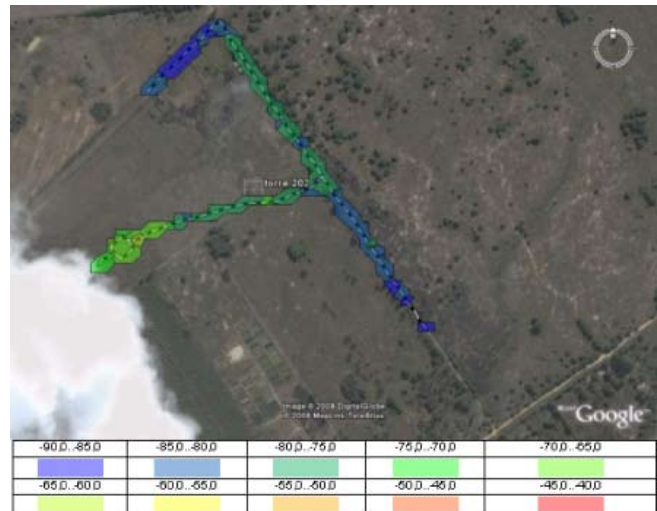 torre 202
Image © 2008 DigitalGlobe
© 2008 MapLink/TeleAtlas
Google
-90,0..-85,0 -85,0..-80,0 -80,0..-75,0 -75,0..-70,0 -70,0..-65,0
-65,0..-60,0 -60,0..-55,0 -55,0..-50,0 -50,0..-45,0 -45,0..-40,0